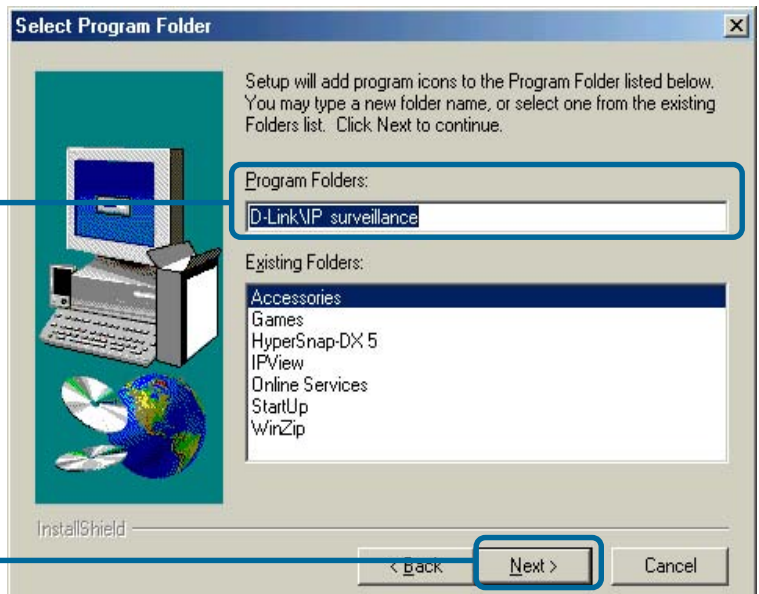 Select Program Folder
Setup will add program icons to the Program Folder listed below.
You may type a new folder name, or select one from the existing
Folders list. Click Next to continue.
Program Folders:
D-Link\IP surveillance
Existing Folders:
Accessories
Games
HyperSnap-DX 5
IPView
Online Services
StartUp
WinZip
InstallShield
< Back
Next >
Cancel